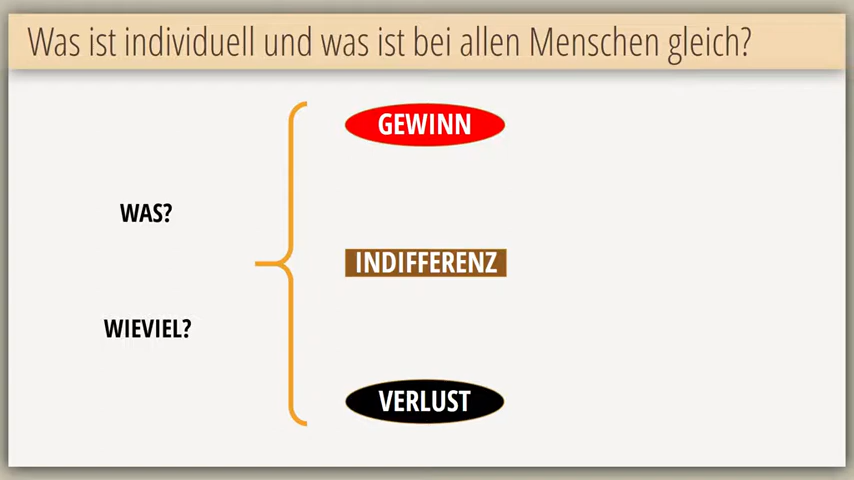 Was ist individuell und was ist bei allen Menschen gleich?
GEWINN
WAS?
INDIFFERENZ
WIEVIEL?
VERLUST